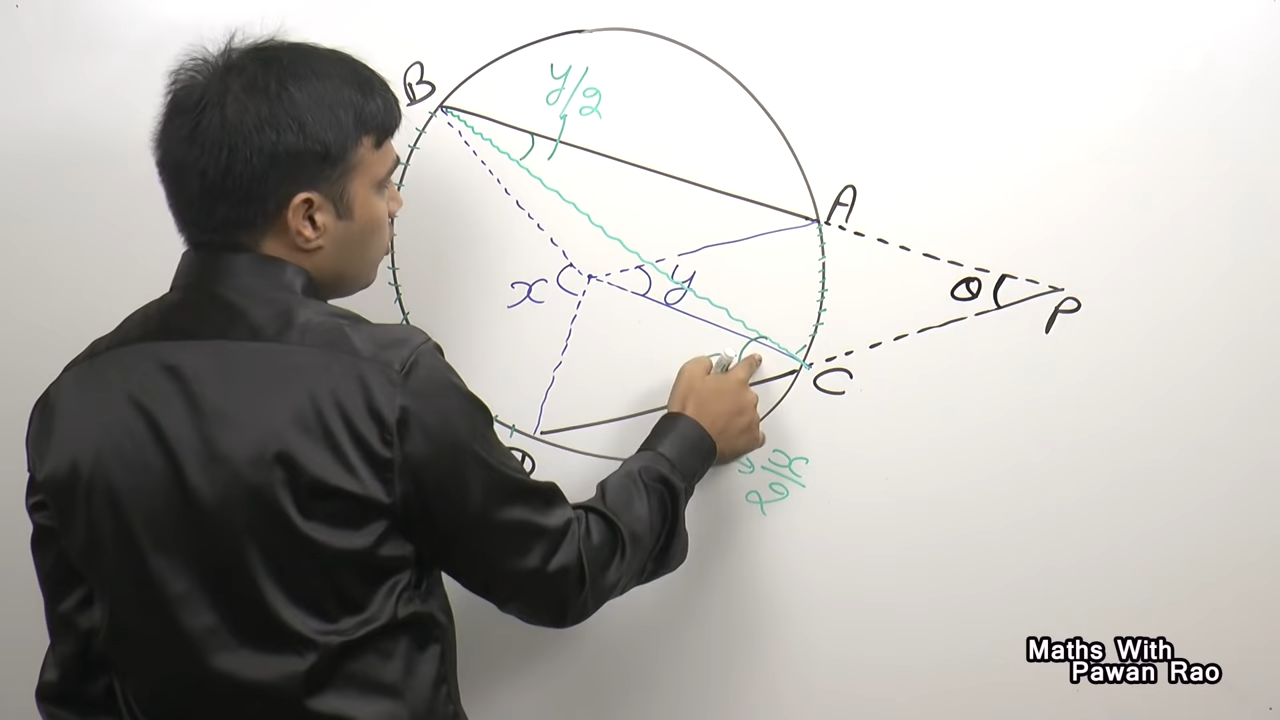 B
y/2
A
x
y
θ
P
C
D
x/2
Maths With
Pawan Rao